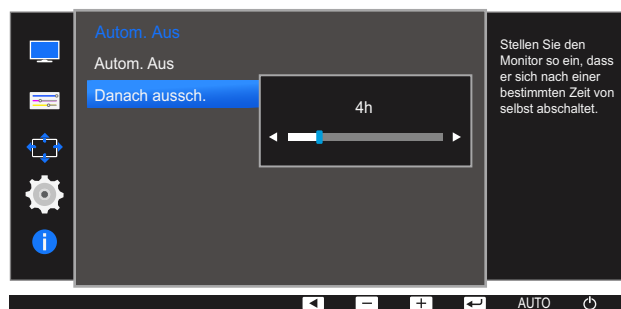 Autom. Aus
Autom. Aus
Danach aussch.
4h
Stellen Sie den
Monitor so ein, dass
er sich nach einer
bestimmten Zeit von
selbst abschaltet.
AUTO